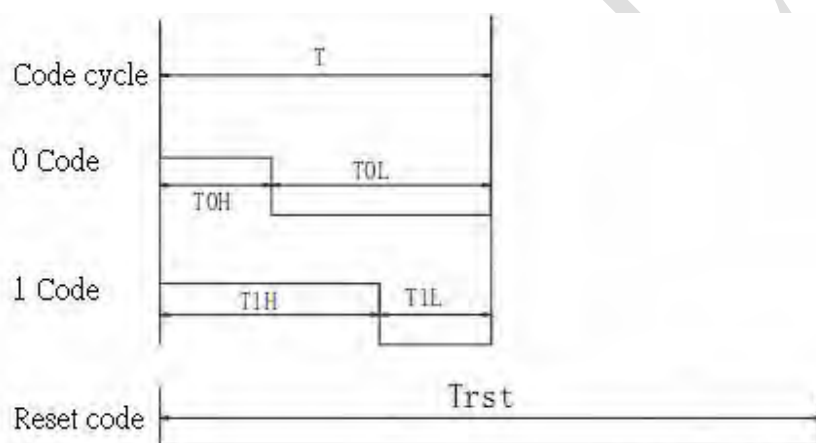 T
Code cycle
0 Code
T0H
T0L
1 Code
T1H
T1L
Trst
Reset code